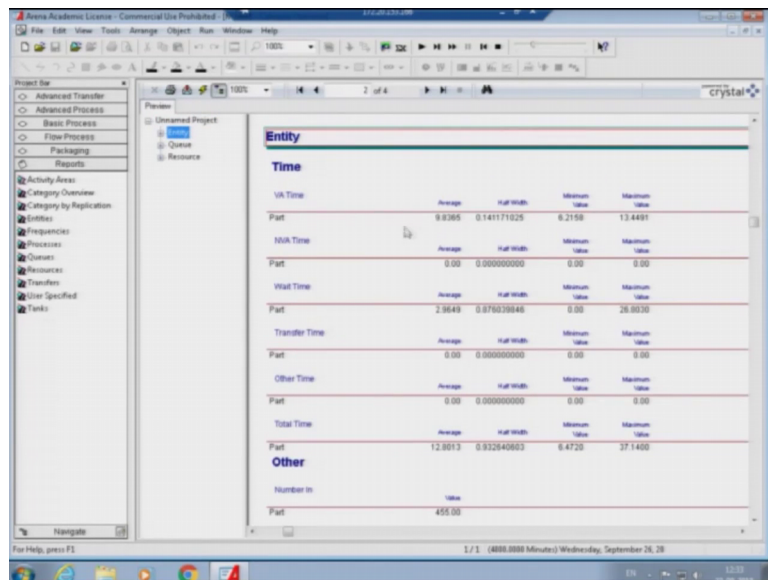 Arena Academic License - Commercial Use Prohibited - [
172.20.153.266
File Edit View Tools Arrange Object Run Window Help
100%
Project Bar
Advanced Transfer
Advanced Process
Basic Process
Flow Process
Packaging
Reports
Activity Areas
Category Overview
Category by Replication
Entities
Frequencies
Processes
Queues
Resources
Transfers
User Specified
Tanks
Navigate
100%
2 of 4
crystal
Preview
Unnamed Project
Entity
Queue
Resource
Entity
Time
VA Time Average Half Width Minimum Value Maximum Value
Part 9.8365 0.141171025 6.2158 13.4491
NVA Time Average Half Width Minimum Value Maximum Value
Part 0.00 0.000000000 0.00 0.00
Wait Time Average Half Width Minimum Value Maximum Value
Part 2.9649 0.876039846 0.00 26.8030
Transfer Time Average Half Width Minimum Value Maximum Value
Part 0.00 0.000000000 0.00 0.00
Other Time Average Half Width Minimum Value Maximum Value
Part 0.00 0.000000000 0.00 0.00
Total Time Average Half Width Minimum Value Maximum Value
Part 12.8013 0.932640603 6.4720 37.1400
Other
Number In Value
Part 455.00
For Help, press F1
1/1 (4800.0000 Minutes) Wednesday, September 26, 20
EN
12:33